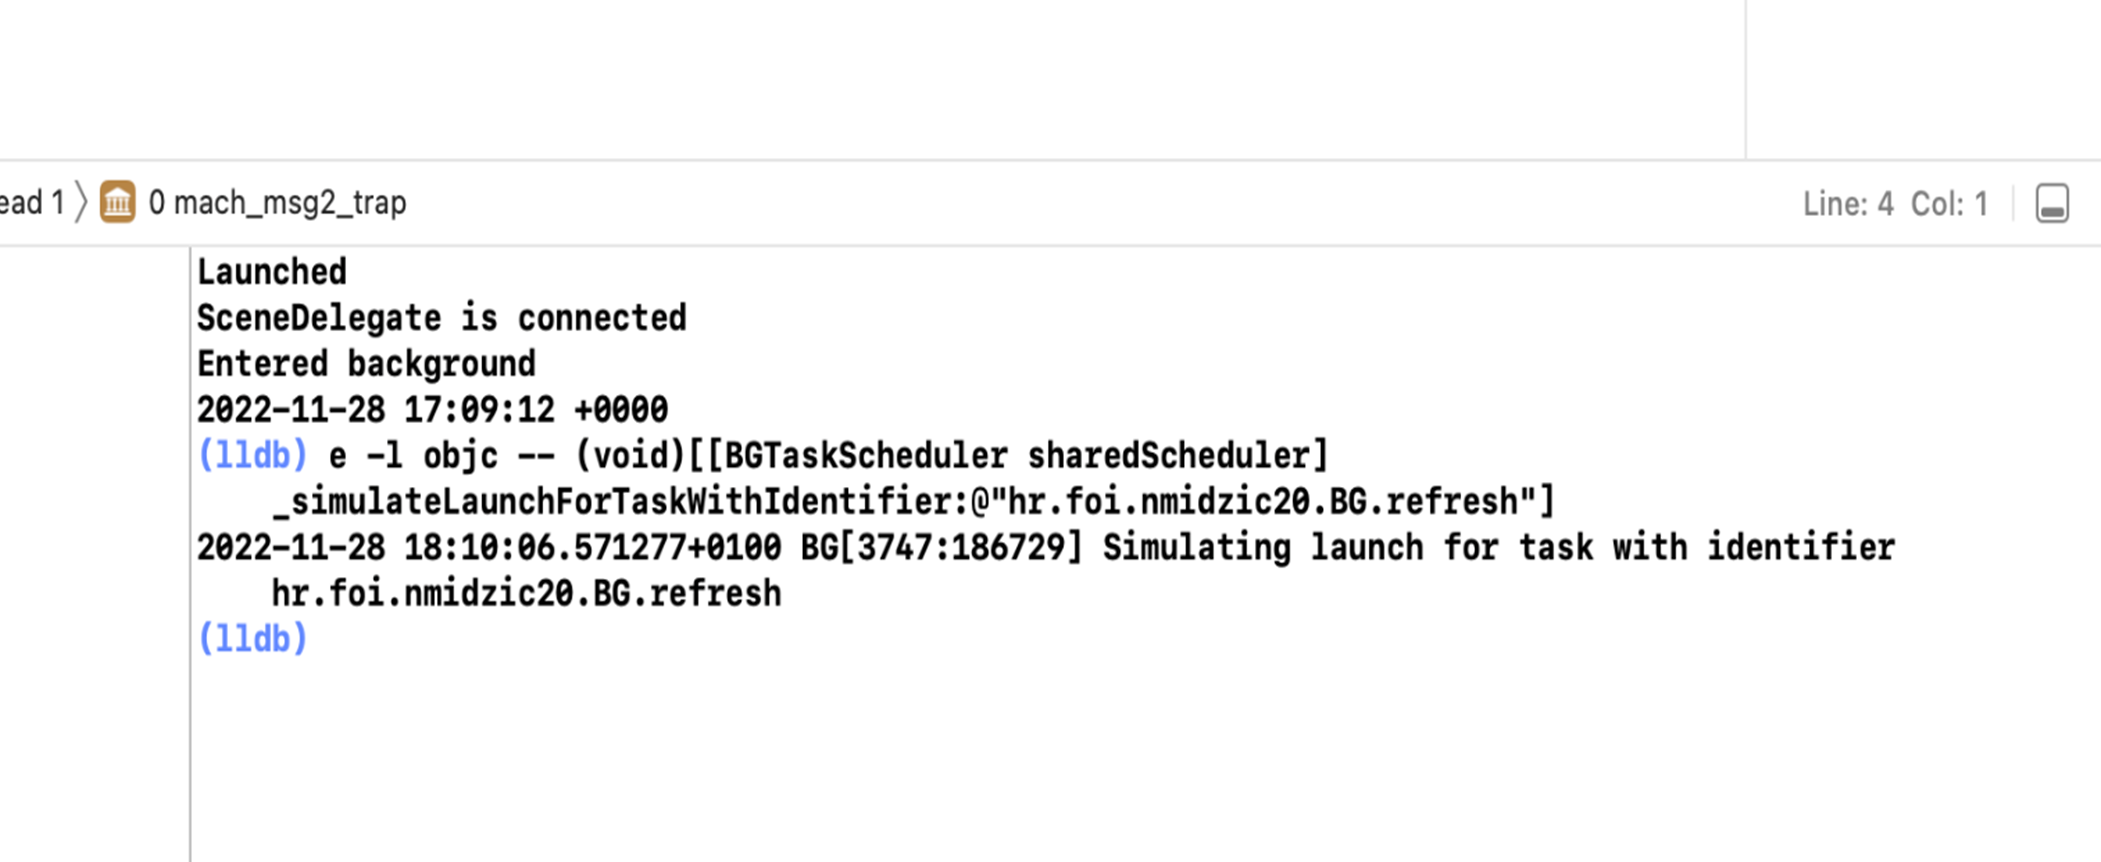 ead 1 〉 0 mach_msg2_trap
Line: 4 Col: 1
Launched
SceneDelegate is connected
Entered background
2022-11-28 17:09:12 +0000
(lldb) e -l objc -- (void)[[BGTaskScheduler sharedScheduler]
_simulateLaunchForTaskWithIdentifier:@"hr.foi.nmidzic20.BG.refresh"]
2022-11-28 18:10:06.571277+0100 BG[3747:186729] Simulating launch for task with identifier
hr.foi.nmidzic20.BG.refresh
(lldb)